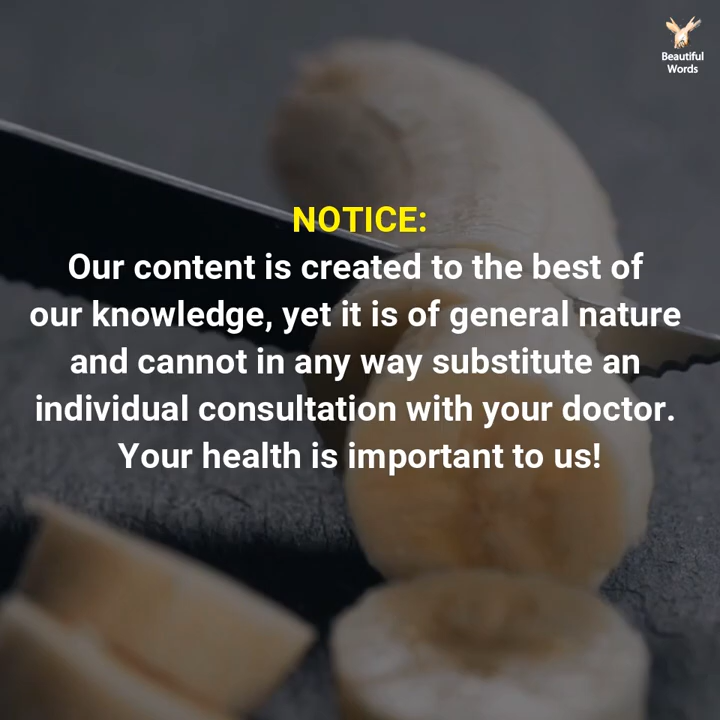 Beautiful
Words
NOTICE:
Our content is created to the best of
our knowledge, yet it is of general nature
and cannot in any way substitute an
individual consultation with your doctor.
Your health is important to us!